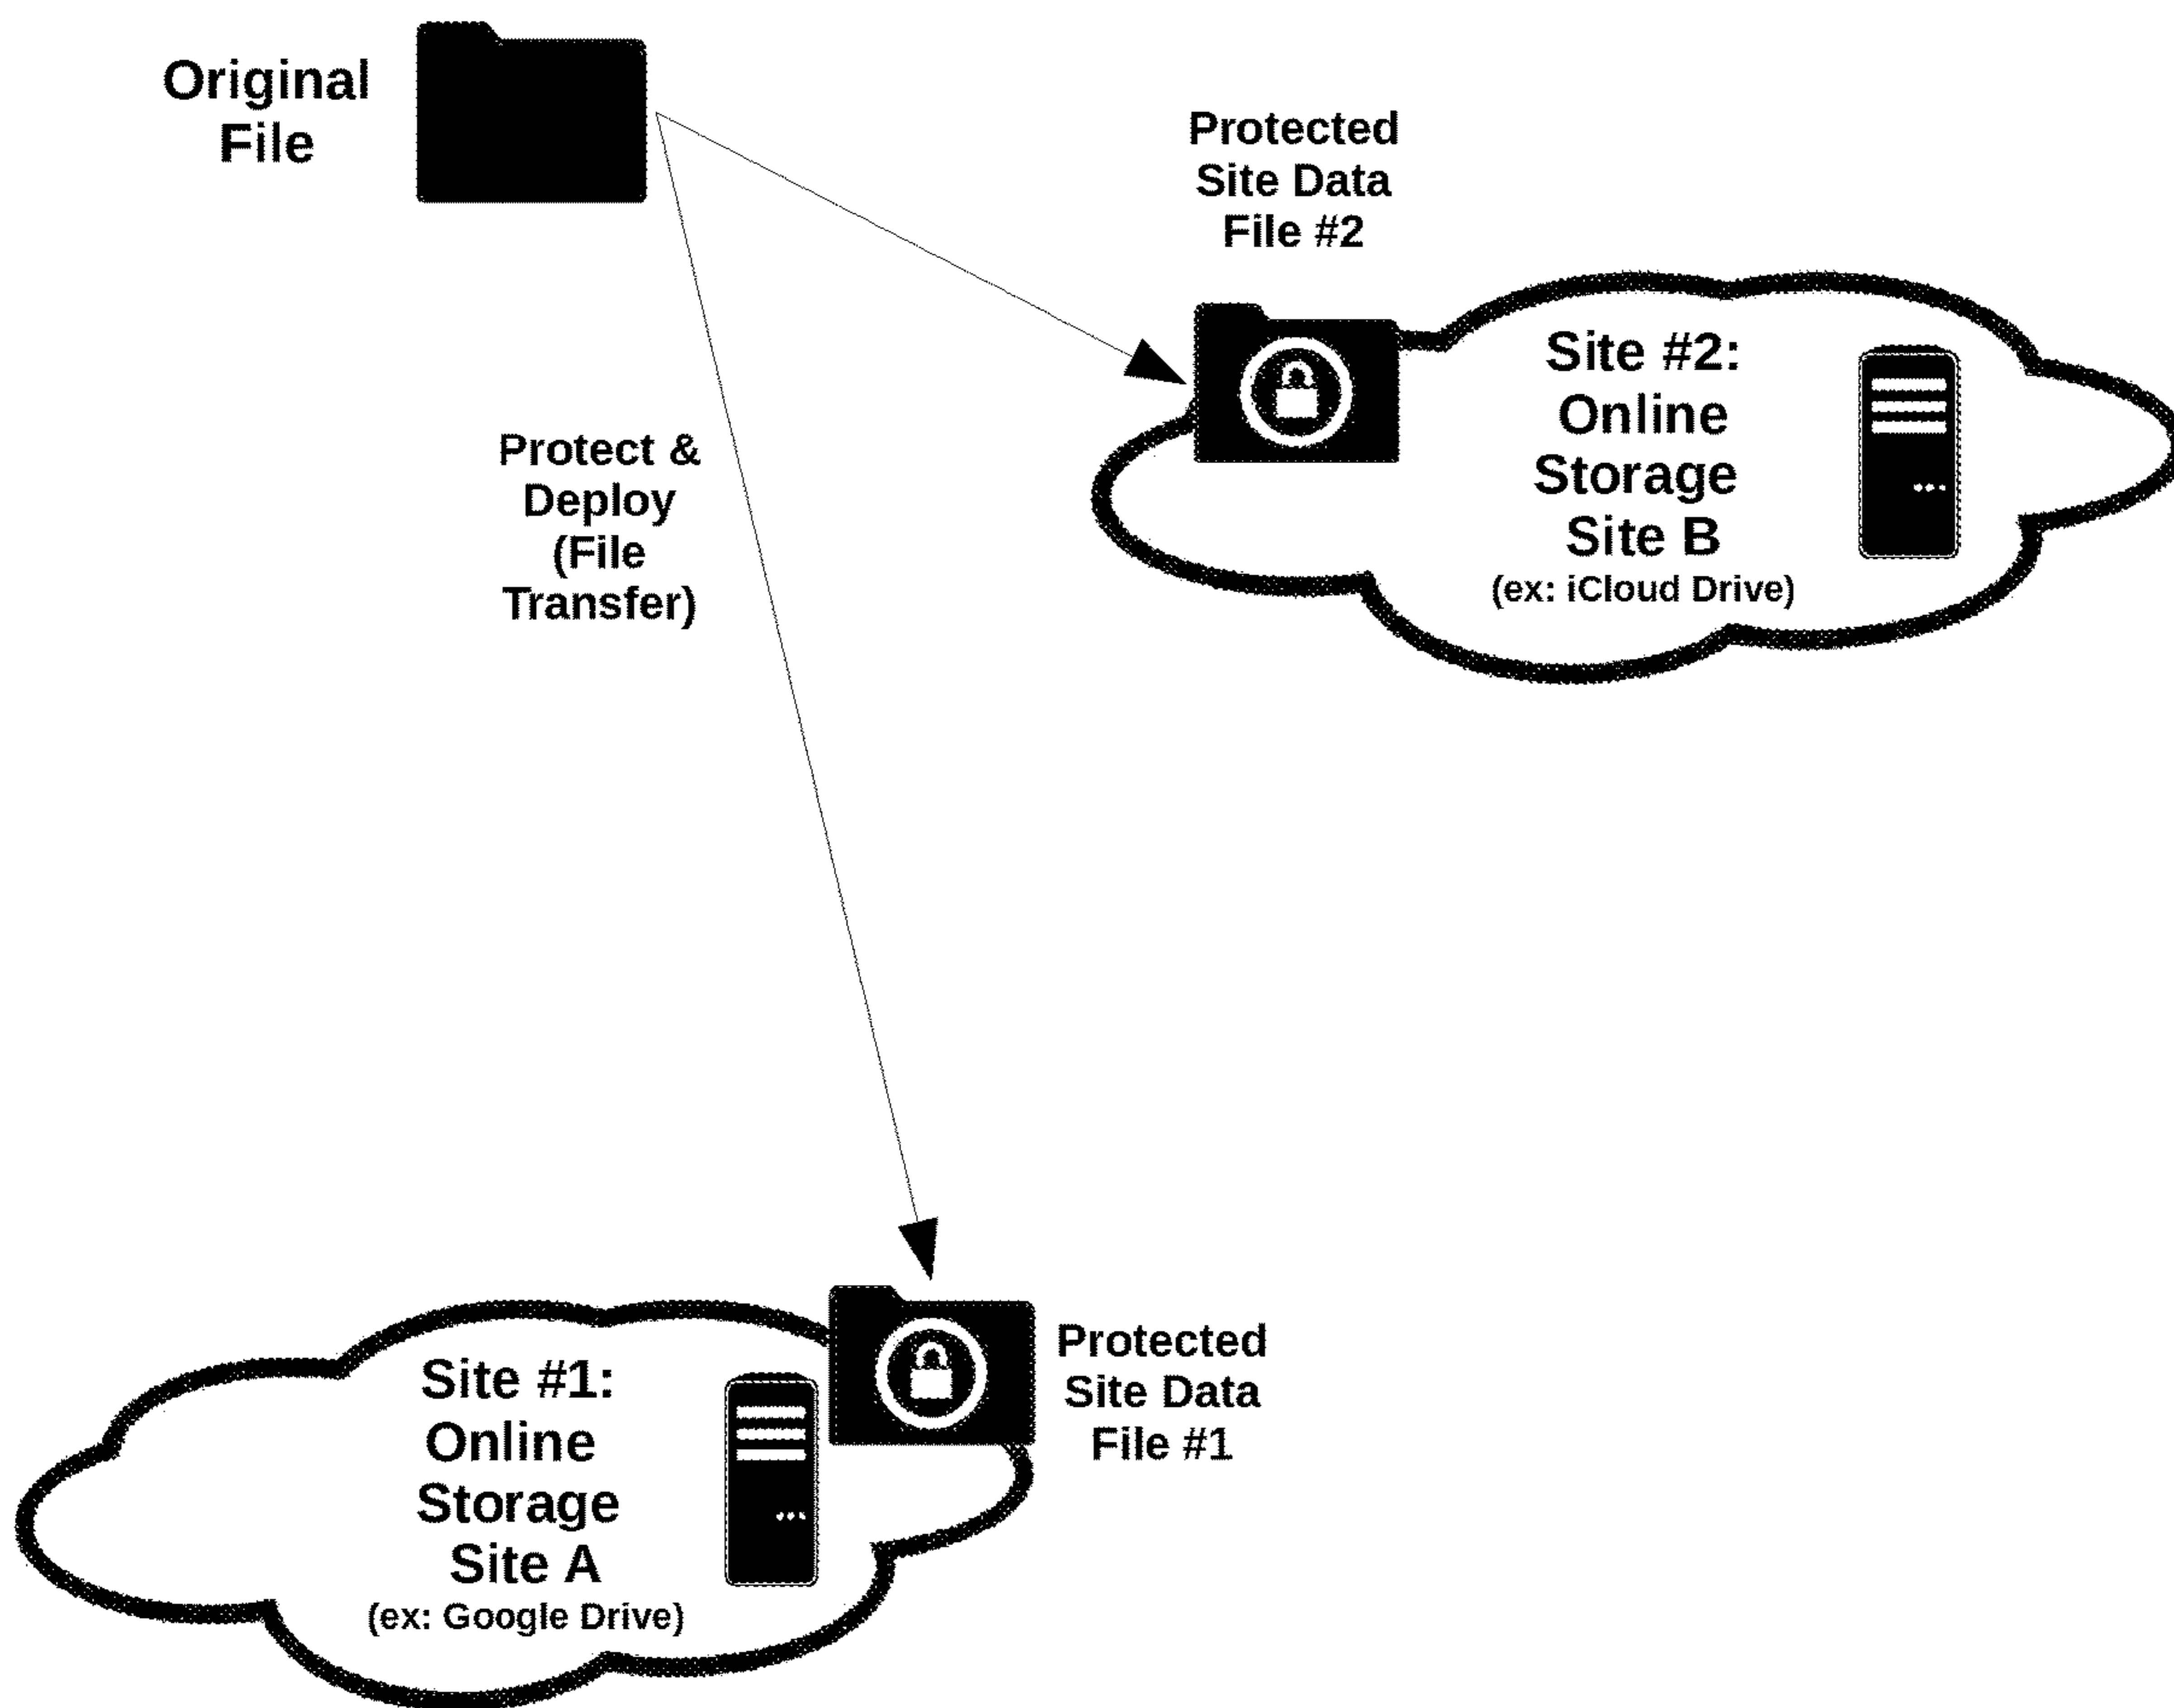 Original
File
Protected
Site Data
File #2
Site #2:
Online
Storage
Site B
(ex: iCloud Drive)
Protect &
Deploy
(File
Transfer)
Site #1:
Online
Storage
Site A
(ex: Google Drive)
Protected
Site Data
File #1